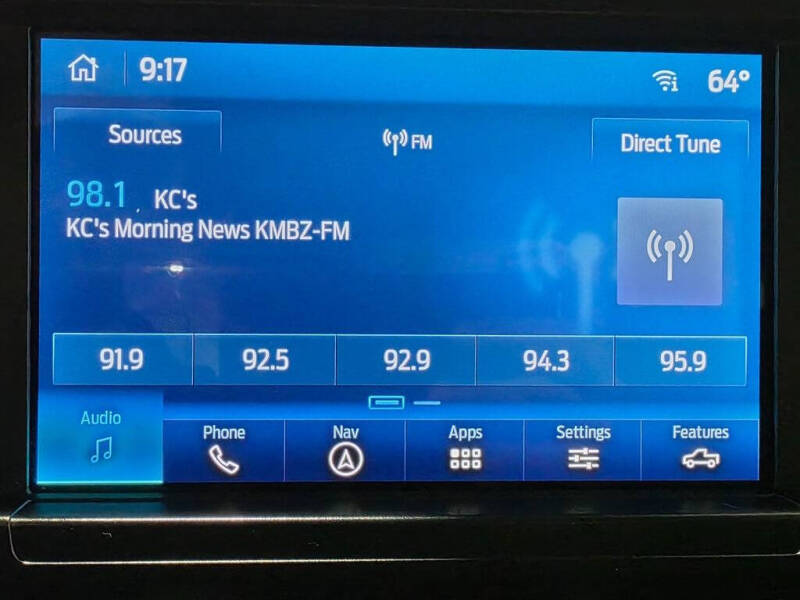 9:17
64°
Sources
FM
Direct Tune
98.1 KC's
KC's Morning News KMBZ-FM
91.9
92.5
92.9
94.3
95.9
Audio
Phone
Nav
Apps
Settings
Features